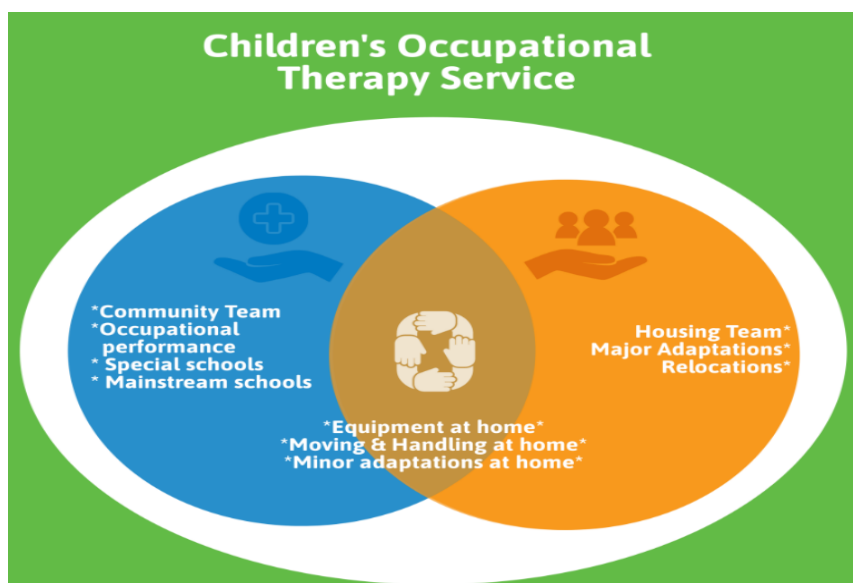 Children's Occupational
Therapy Service
*Community Team
*Occupational
performance
* Special schools
* Mainstream schools
Housing Team*
Major Adaptations*
Relocations*
*Equipment at home*
*Moving & Handling at home*
*Minor adaptations at home*